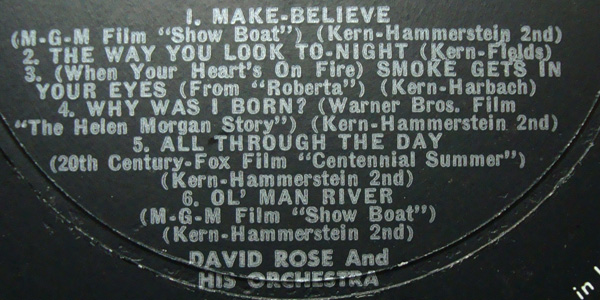 1. MAKE-BELIEVE
(M-G-M Film "Show Boat") (Kern-Hammerstein 2nd)
2. THE WAY YOU LOOK TO-NIGHT (Kern-Fields)
3. (When Your Heart's On Fire) SMOKE GETS IN
YOUR EYES (From "Roberta") (Kern-Harbach)
4. WHY WAS I BORN? (Warner Bros. Film
"The Helen Morgan Story") (Kern-Hammerstein 2nd)
5. ALL THROUGH THE DAY
(20th Century-Fox Film "Centennial Summer")
(Kern-Hammerstein 2nd)
6. OL' MAN RIVER
(M-G-M Film "Show Boat")
(Kern-Hammerstein 2nd)
DAVID ROSE And
HIS ORCHESTRA
in